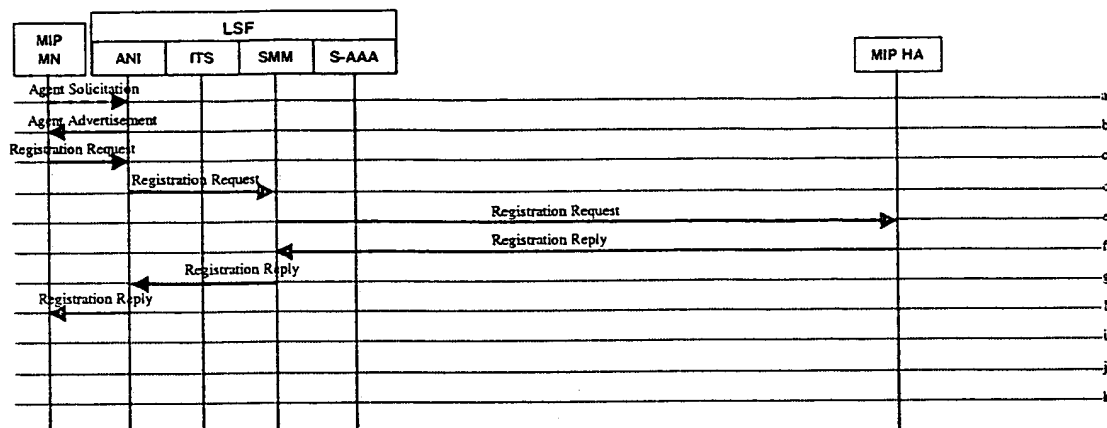 LSF
MIP
MN
ANI
ITS
SMM
S-AAA
MIP HA
Agent Solicitation
a
Agent Advertisement
b
Registration Request
c
Registration Request
Registration Request
e
Registration Reply
f
Registration Reply
g
Registration Reply
i
j
k